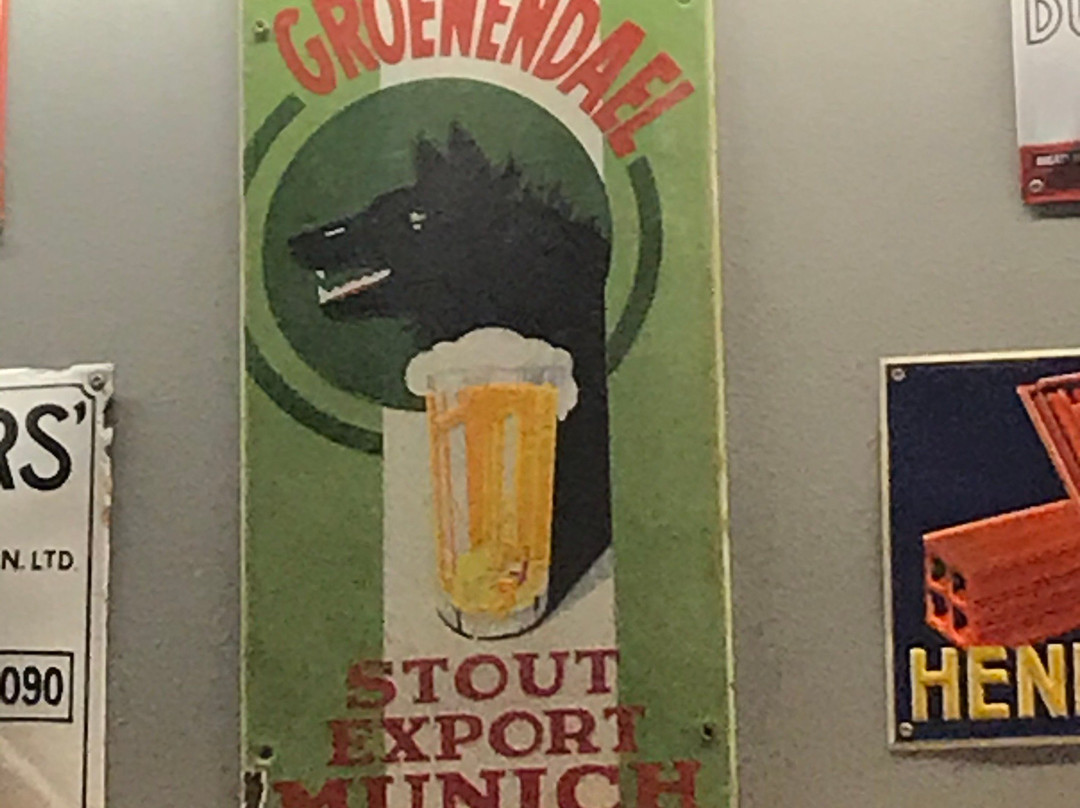 GROENENDAEL
STOUT
EXPORT
MUNICH
RS'
N. LTD.
090
HEN